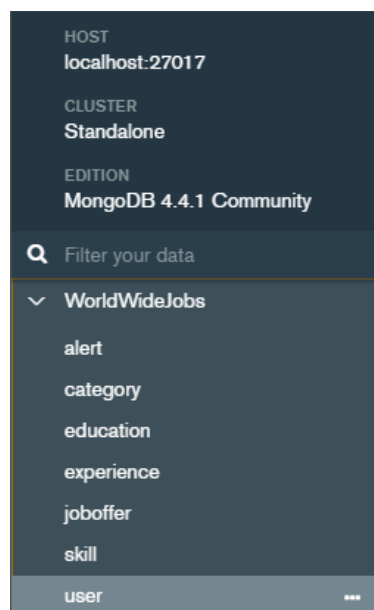 HOST
localhost:27017
CLUSTER
Standalone
EDITION
MongoDB 4.4.1 Community
Filter your data
WorldWideJobs
alert
category
education
experience
joboffer
skill
user